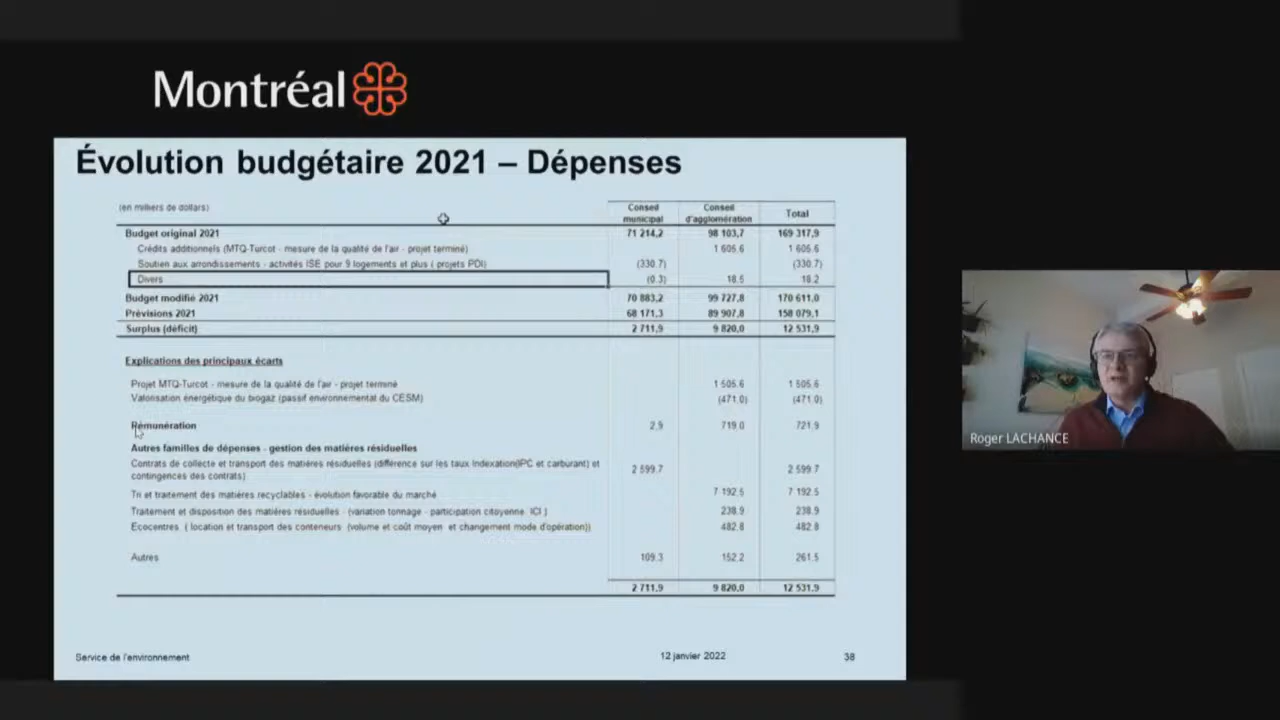 Montréal
Évolution budgétaire 2021 – Dépenses
(en milliers de dollars)
Conseil municipal Conseil d'agglomération Total
Budget original 2021 71 214,2 98 103,7 169 317,9
Crédits additionnels (MTQ-Turcot - mesure de la qualité de l'air - projet terminé) 1 605.6 1 605.6
Soutien aux arrondissements - activités ISE pour 9 logements et plus ( projets PDI) (330.7) (330.7)
Divers (0.3) 18.5 18.2
Budget modifié 2021 70 883,2 99 727,8 170 611,0
Prévisions 2021 68 171,3 89 907,8 158 079,1
Surplus (déficit) 2 711,9 9 820,0 12 531,9
Explications des principaux écarts
Projet MTQ-Turcot - mesure de la qualité de l'air - projet terminé 1 505.6 1 505.6
Valorisation énergétique du biogaz (passif environnemental du CESM) (471.0) (471.0)
Rémunération 2.9 719.0 721.9
Autres familles de dépenses - gestion des matières résiduelles
Contrats de collecte et transport des matières résiduelles (différence sur les taux Indexation(IPC et carburant) et
contingences des contrats) 2 599.7 2 599.7
Tri et traitement des matières recyclables - évolution favorable du marché 7 192.5 7 192.5
Traitement et disposition des matières résiduelles - (variation tonnage - participation citoyenne ICI ) 238.9 238.9
Ecocentres ( location et transport des conteneurs (volume et coût moyen et changement mode d'opération)) 482.8 482.8
Autres 109.3 152.2 261.5
2 711,9 9 820,0 12 531,9
Service de l'environnement 12 janvier 2022 38
Roger LACHANCE